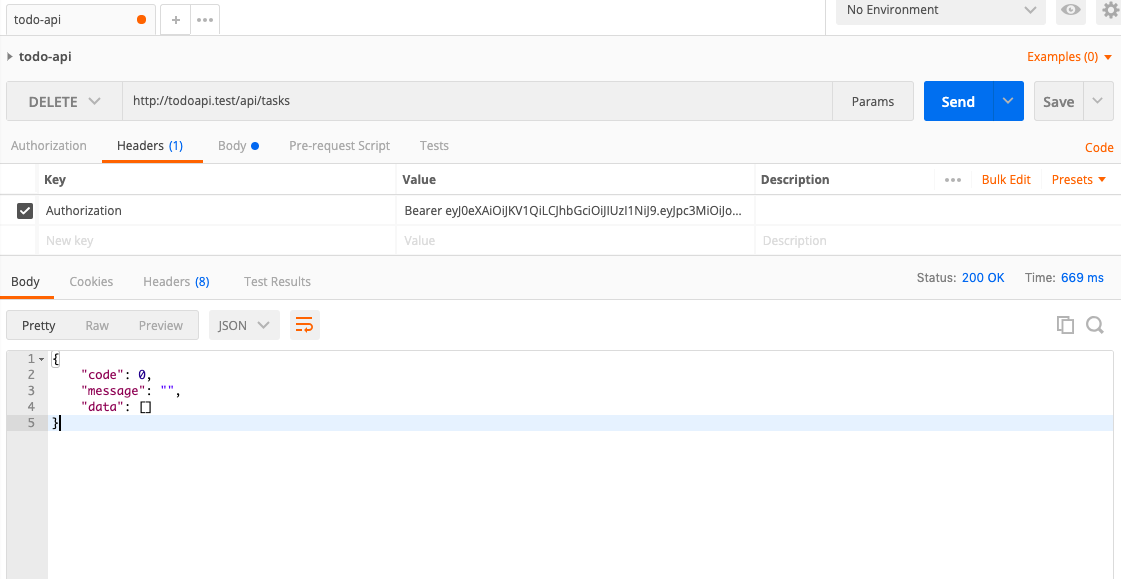 todo-api
+
No Environment
todo-api
Examples (0)
DELETE
http://todoapi.test/api/tasks
Params
Send
Save
Authorization
Headers (1)
Body
Pre-request Script
Tests
Code
Key
Value
Description
Bulk Edit
Presets
Authorization
Bearer eyJ0eXAiOiJKV1QiLCJhbGciOiJIUzI1NiJ9.eyJpc3MiOiJo...
New key
Value
Description
Body
Cookies
Headers (8)
Test Results
Status: 200 OK
Time: 669 ms
Pretty
Raw
Preview
JSON
1 {
2 "code": 0,
3 "message": "",
4 "data": []
5 }